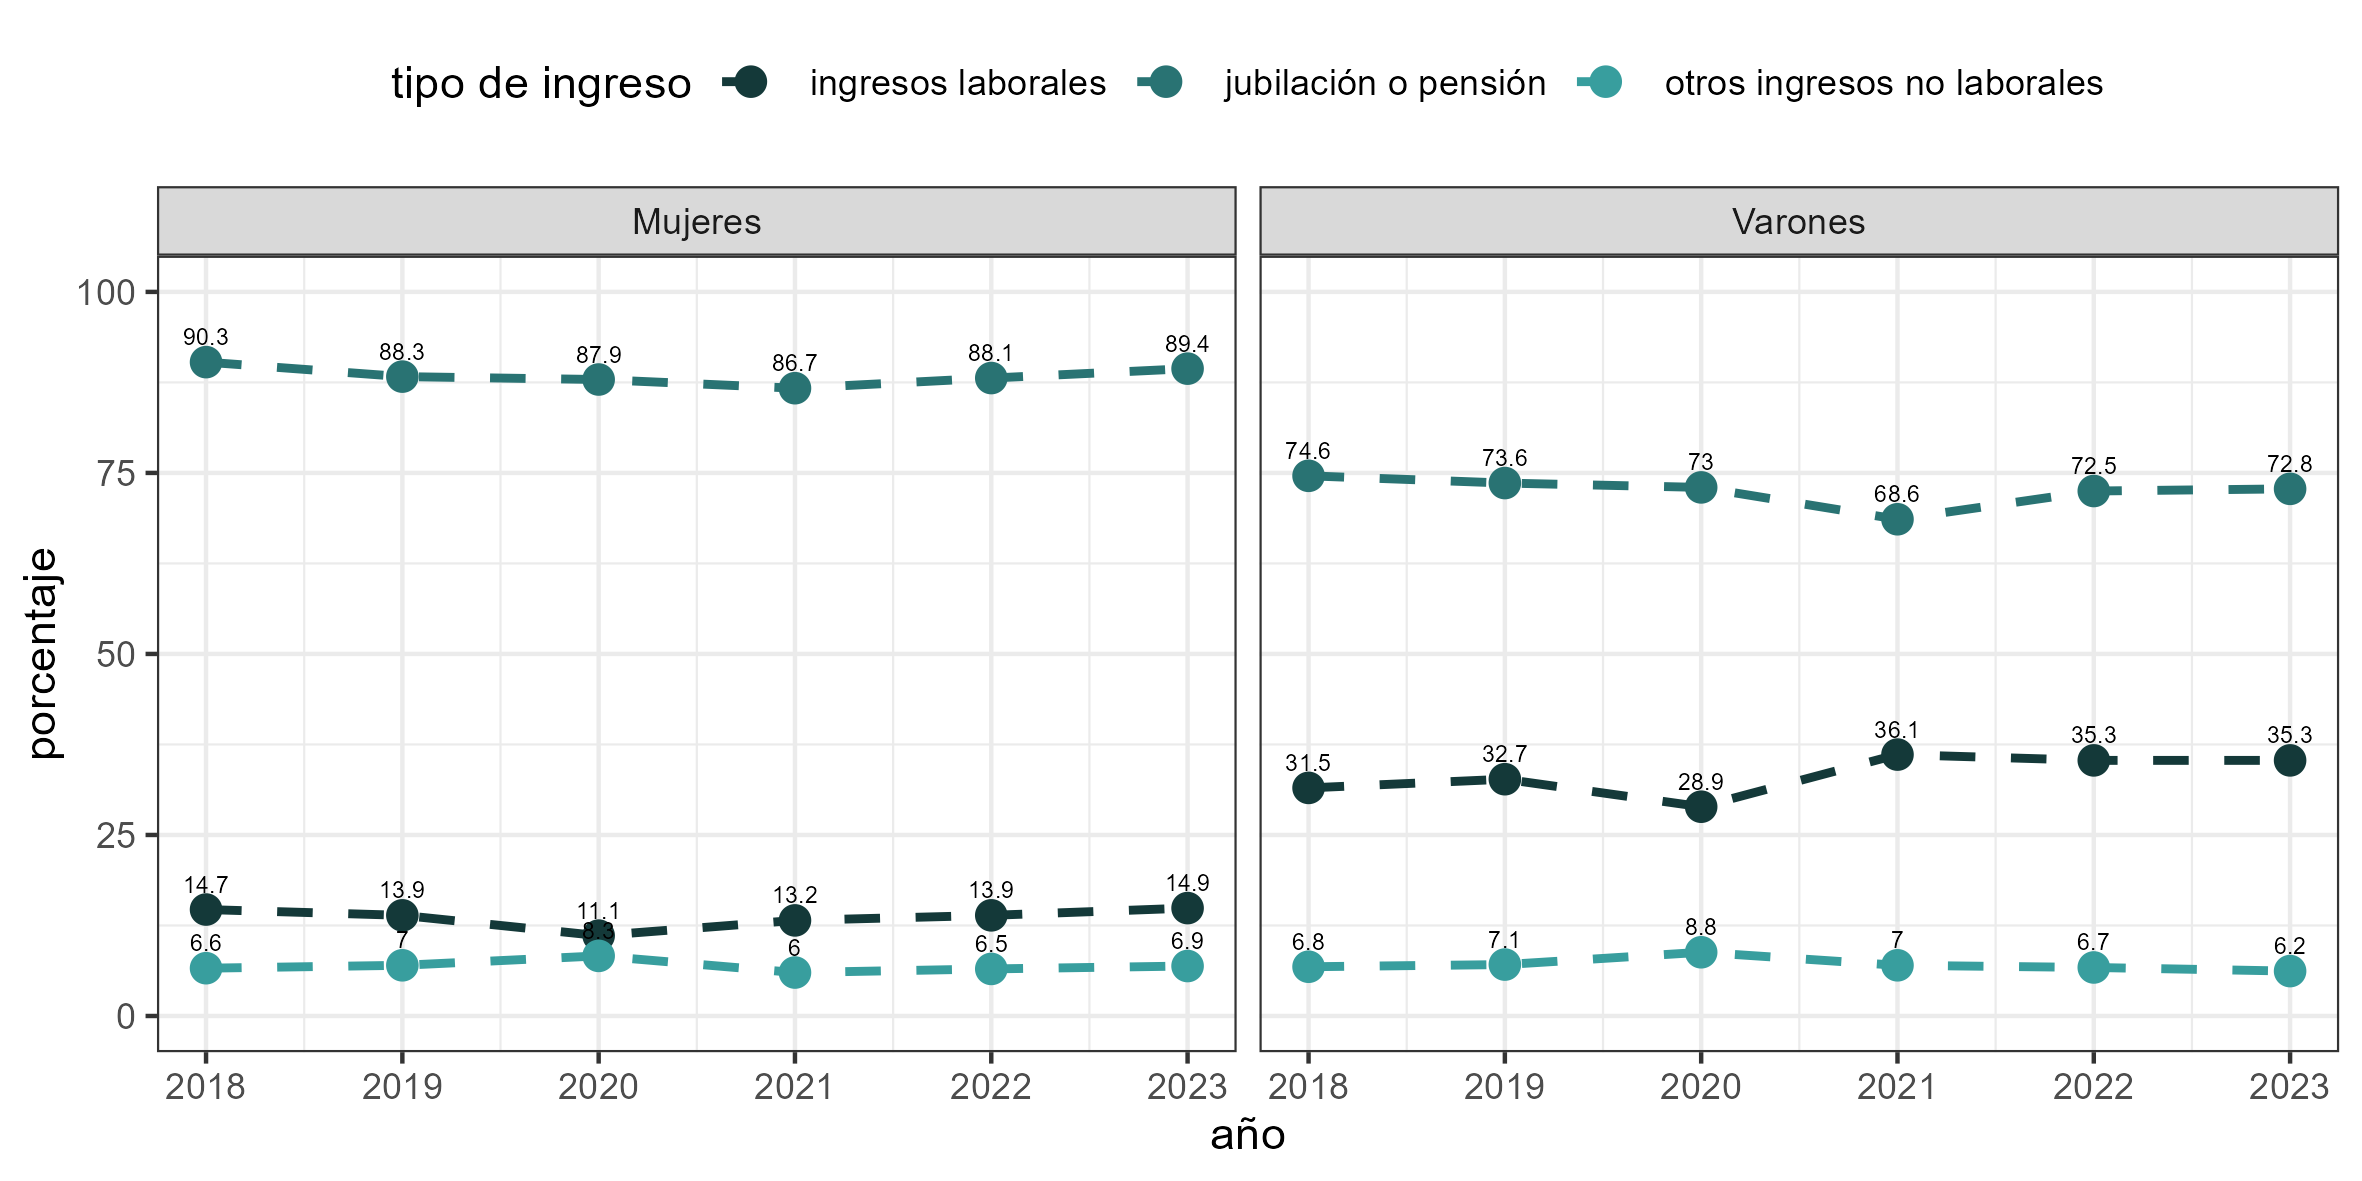 tipo de ingreso ingresos laborales jubilación o pensión otros ingresos no laborales
Mujeres Varones
porcentaje
100
75
50
25
0
90.3 88.3 87.9 86.7 88.1 89.4
14.7 13.9 11.1 13.2 13.9 14.9
6.6 7 8.3 6 6.5 6.9
74.6 73.6 73 68.6 72.5 72.8
31.5 32.7 28.9 36.1 35.3 35.3
6.8 7.1 8.8 7 6.7 6.2
2018 2019 2020 2021 2022 2023 2018 2019 2020 2021 2022 2023
año